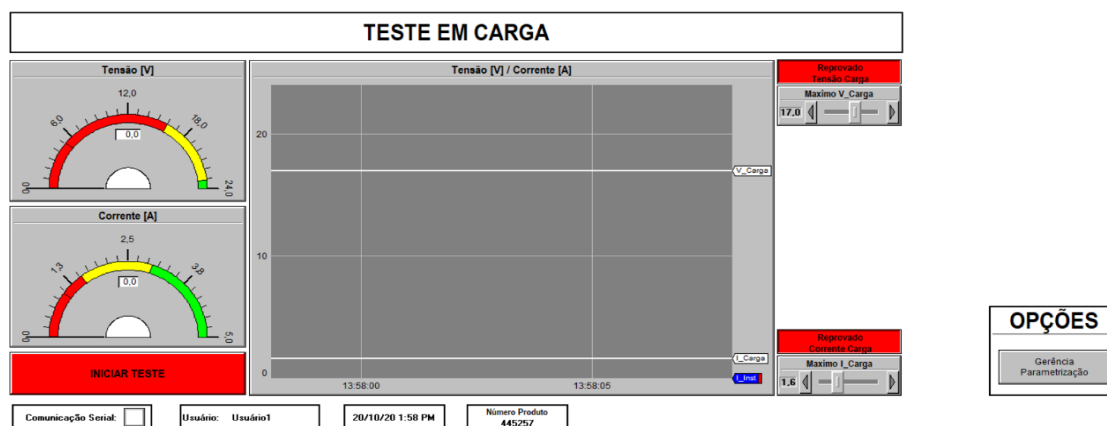 TESTE EM CARGA
Tensão [V]
0,0
6,0
12,0
18,0
24,0
0,0
Corrente [A]
0,0
1,3
2,5
3,8
5,0
0,0
INICIAR TESTE
Tensão [V] / Corrente [A]
20
10
0
13:58:00
13:58:05
V_Carga
I_Carga
I_Inst
Reprovado
Tensão Carga
Maximo V_Carga
17,0
Reprovado
Corrente Carga
Maximo I_Carga
1,6
OPÇÕES
Gerência
Parametrização
Comunicação Serial:
Usuário: Usuário1
20/10/20 1:58 PM
Número Produto
445257